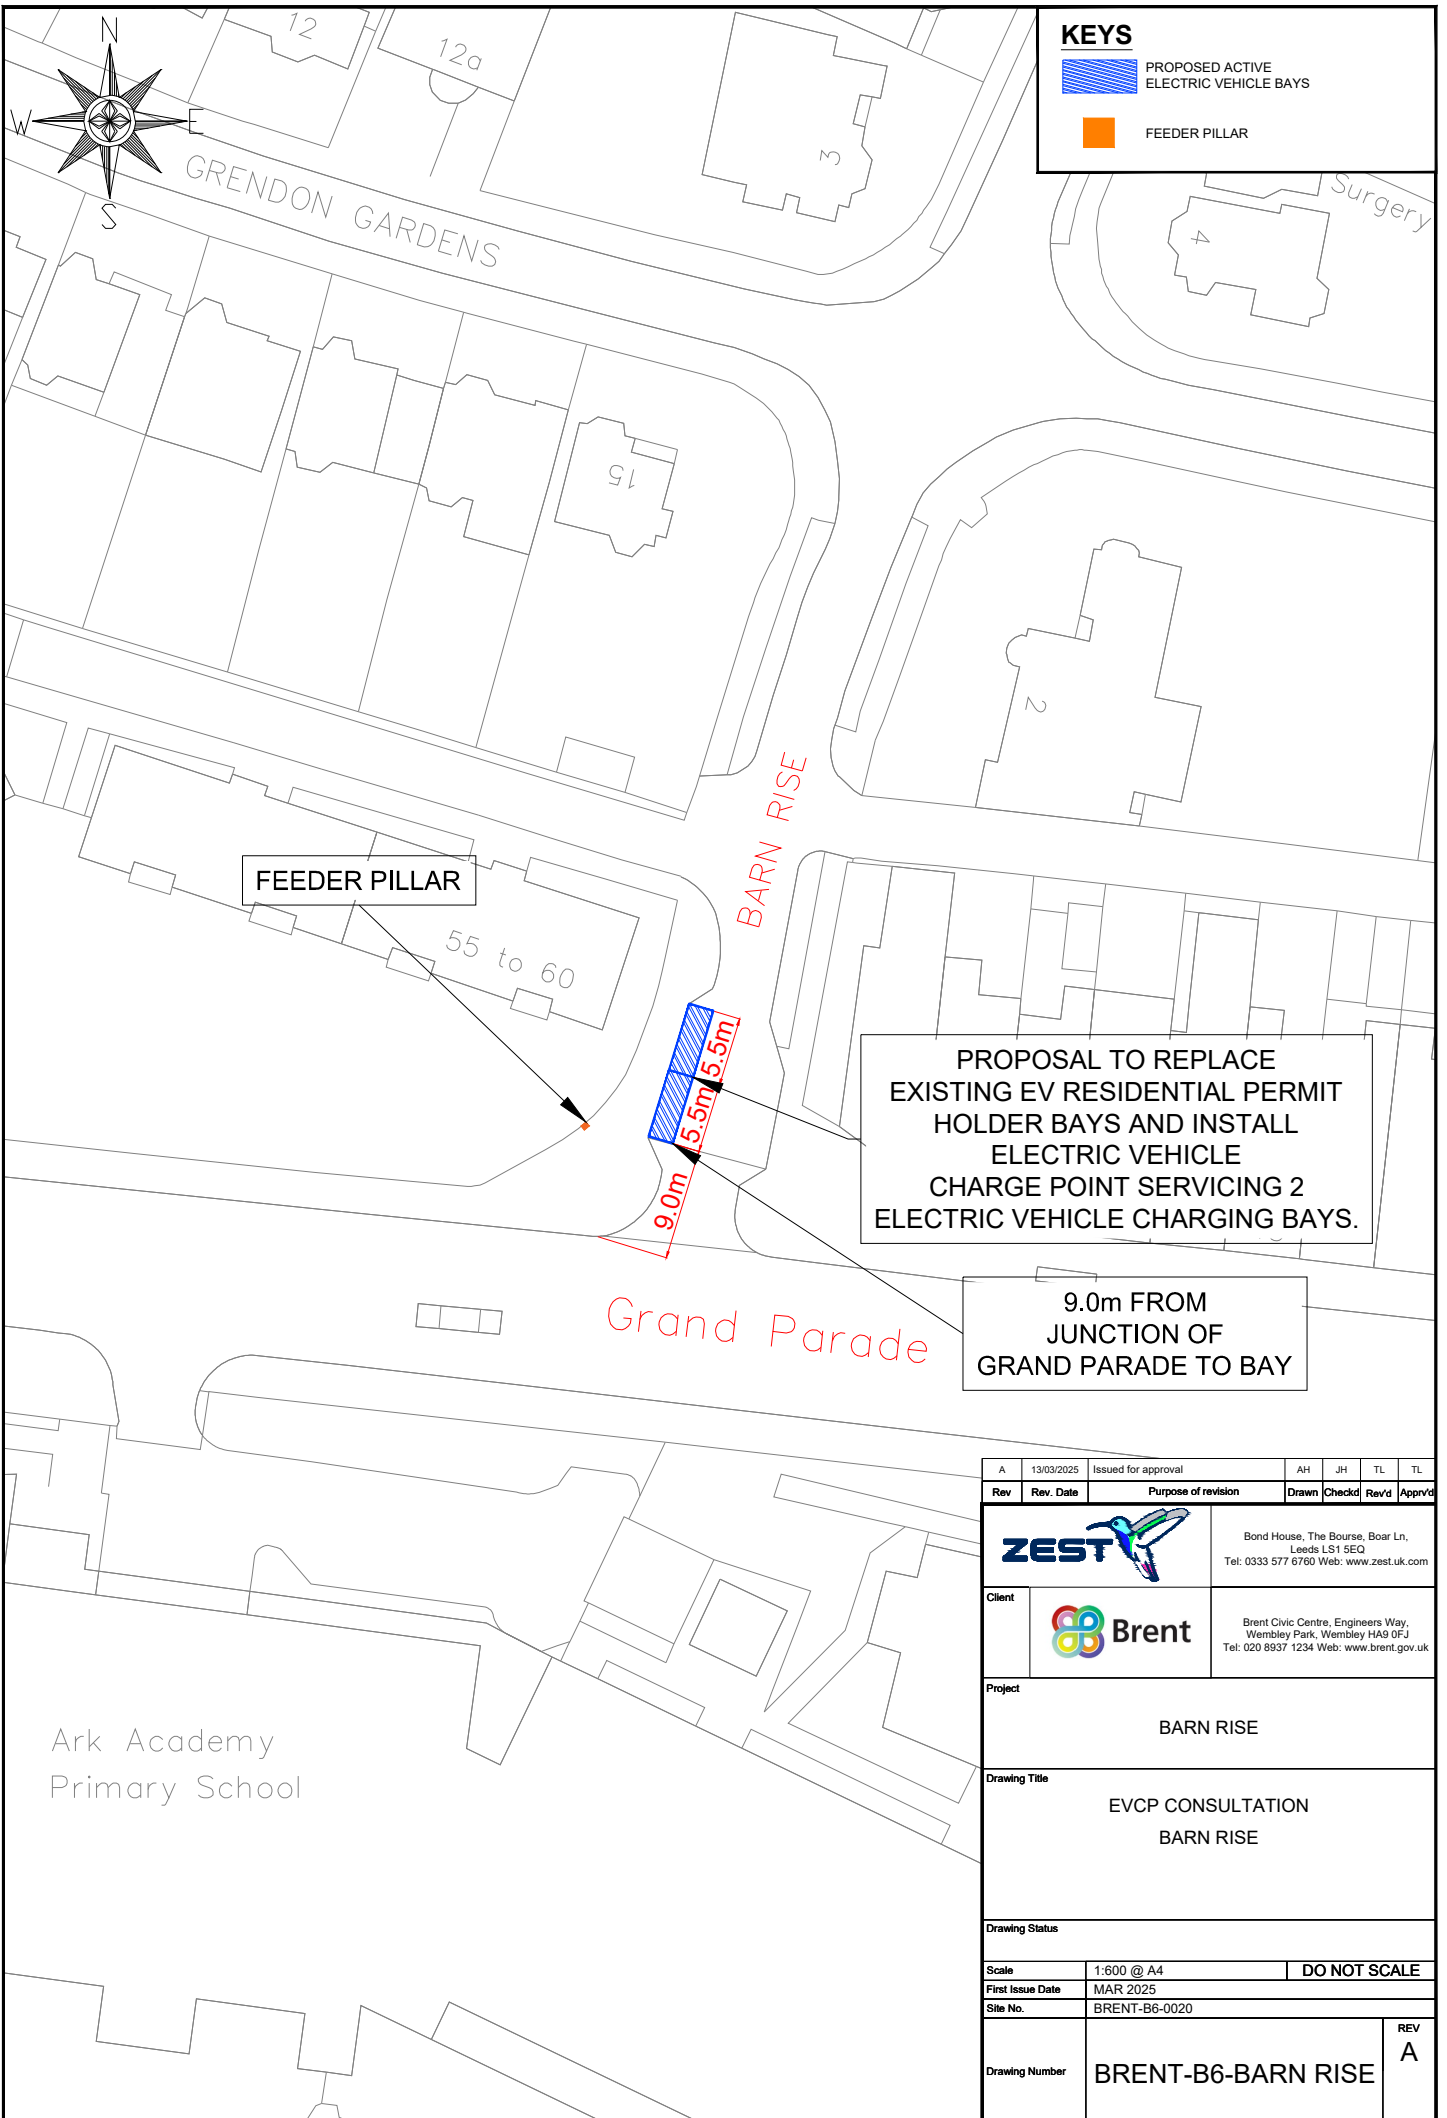 N
W
E
S
12
12a
3
GRENDON GARDENS
KEYS
PROPOSED ACTIVE
ELECTRIC VEHICLE BAYS
FEEDER PILLAR
Surgery
4
15
2
BARN RISE
FEEDER PILLAR
55 to 60
5.5m
5.5m
9.0m
PROPOSAL TO REPLACE
EXISTING EV RESIDENTIAL PERMIT
HOLDER BAYS AND INSTALL
ELECTRIC VEHICLE
CHARGE POINT SERVICING 2
ELECTRIC VEHICLE CHARGING BAYS.
9.0m FROM
JUNCTION OF
GRAND PARADE TO BAY
Grand Parade
Ark Academy
Primary School
A 13/03/2025 Issued for approval AH JH TL TL
Rev Rev. Date Purpose of revision Drawn Checkd Rev'd Apprv'd
ZEST
Bond House, The Bourse, Boar Ln,
Leeds LS1 5EQ
Tel: 0333 577 6760 Web: www.zest.uk.com
Client
Brent
Brent Civic Centre, Engineers Way,
Wembley Park, Wembley HA9 0FJ
Tel: 020 8937 1234 Web: www.brent.gov.uk
Project
BARN RISE
Drawing Title
EVCP CONSULTATION
BARN RISE
Drawing Status
Scale 1:600 @ A4 DO NOT SCALE
First Issue Date MAR 2025
Site No. BRENT-B6-0020
Drawing Number BRENT-B6-BARN RISE
REV
A